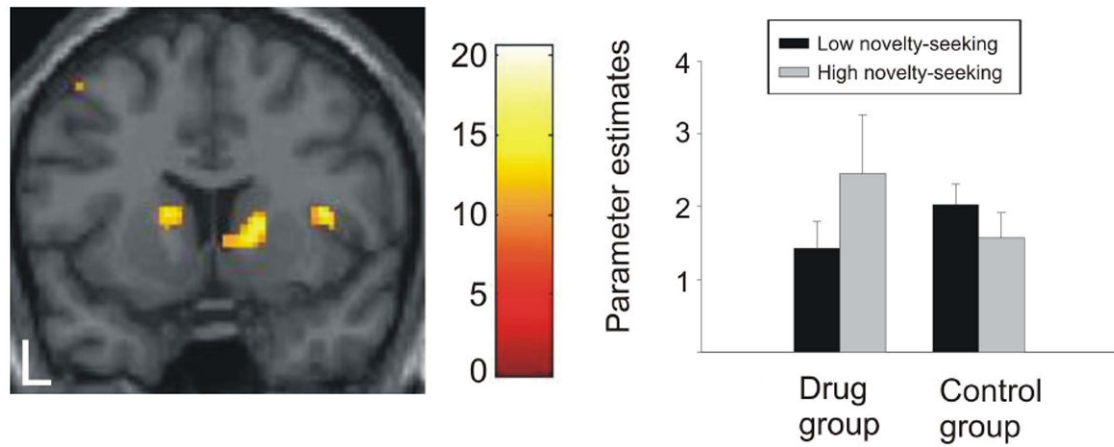 L
20
15
10
5
0
Parameter estimates
4
3
2
1
Low novelty-seeking
High novelty-seeking
Drug
group
Control
group